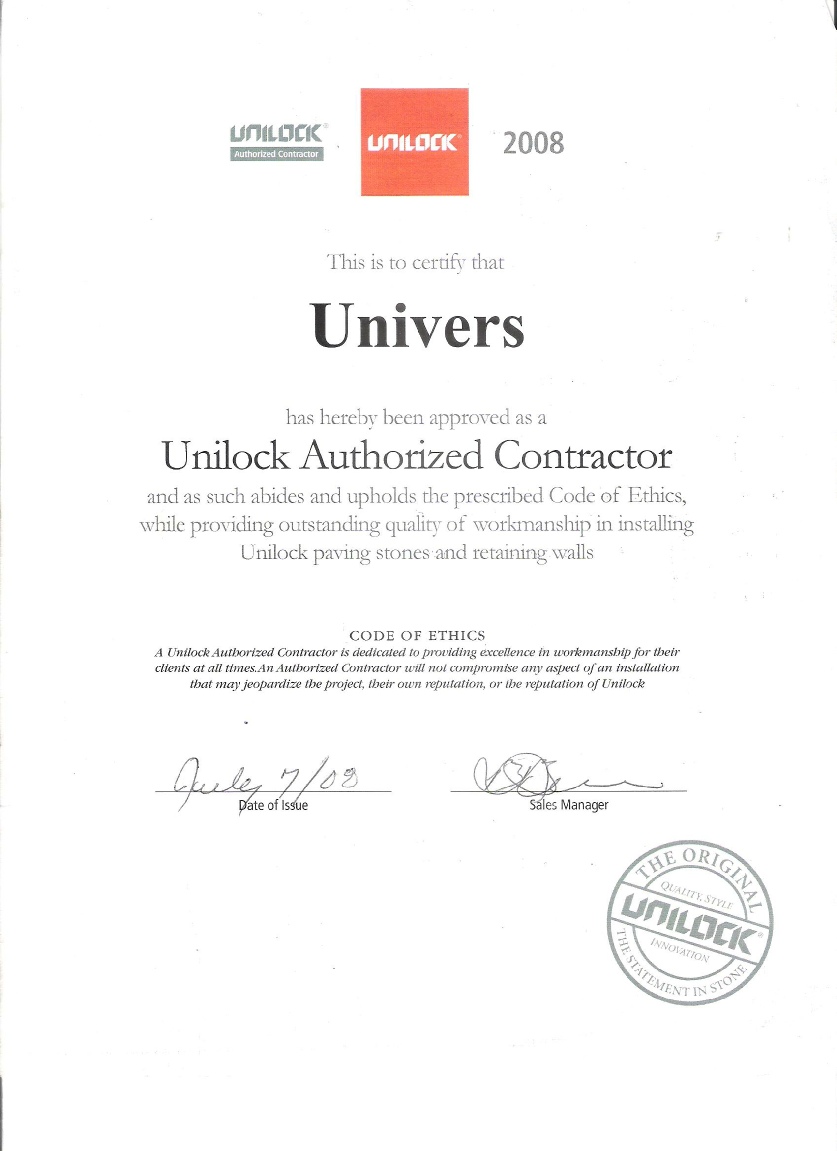 UNILOCK®
Authorized Contractor
UNILOCK®
2008
This is to certify that
Univers
has hereby been approved as a
Unilock Authorized Contractor
and as such abides and upholds the prescribed Code of Ethics,
while providing outstanding quality of workmanship in installing
Unilock paving stones and retaining walls
CODE OF ETHICS
A Unilock Authorized Contractor is dedicated to providing excellence in workmanship for their
clients at all times.An Authorized Contractor will not compromise any aspect of an installation
that may jeopardize the project, their own reputation, or the reputation of Unilock
July 7/08
Date of Issue
Sales Manager
THE ORIGINAL
QUALITY, STYLE
UNILOCK®
INNOVATION
THE STATEMENT IN STONE